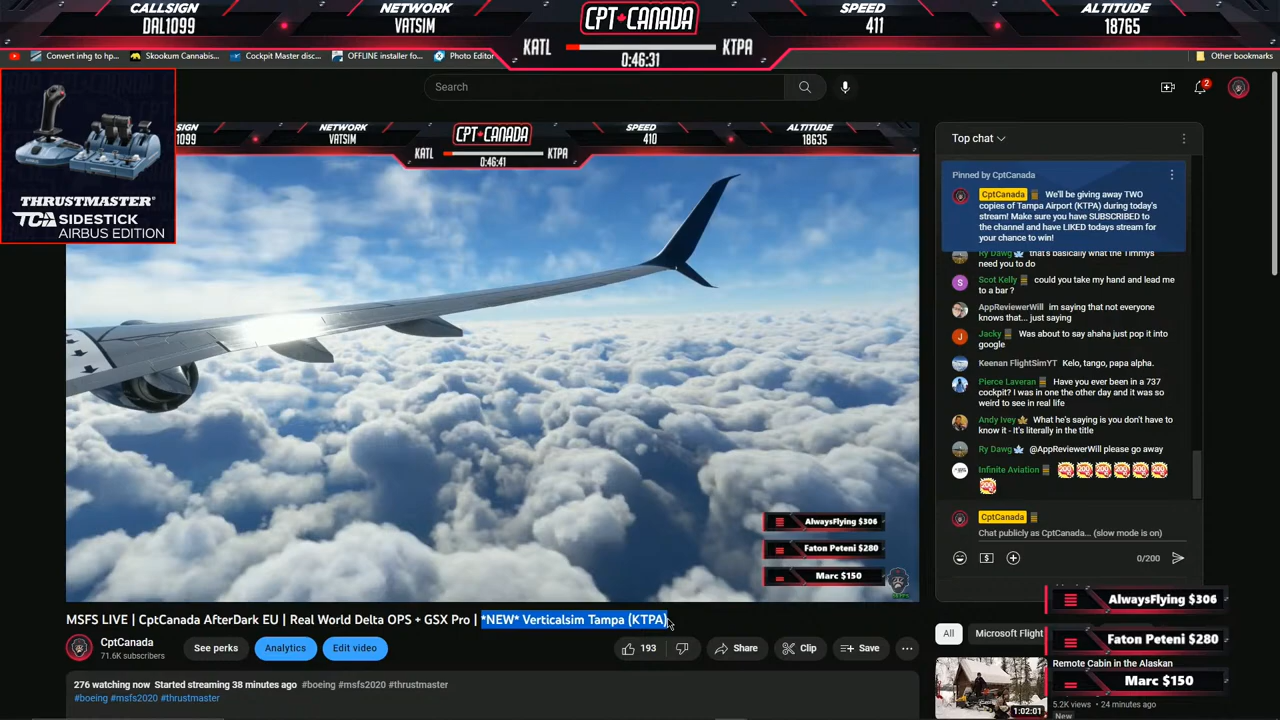 CALLSIGN
DAL1099
NETWORK
VATSIM
CPT CANADA
KATL
KTPA
0:46:31
SPEED
411
ALTITUDE
18765
Convert inhg to hp...
Skookum Cannabis...
Cockpit Master disc...
OFFLINE installer fo...
Photo Editor
Other bookmarks
THRUSTMASTER
TCA SIDESTICK
AIRBUS EDITION
Search
2
SIGN
1099
NETWORK
VATSIM
CPT CANADA
KATL
KTPA
0:46:41
SPEED
410
ALTITUDE
18635
AlwaysFlying $306
Faton Peteni $280
Marc $150
Top chat
Pinned by CptCanada
CptCanada We'll be giving away TWO
copies of Tampa Airport (KTPA) during today's
stream! Make sure you have SUBSCRIBED to
the channel and have LIKED todays stream for
your chance to win!
Ry Dawg that's basically what the Timmys
need you to do
Scot Kelly could you take my hand and lead me
to a bar ?
AppReviewerWill im saying that not everyone
knows that... just saying
Jacky Was about to say ahaha just pop it into
google
Keenan FlightSimYT Kelo, tango, papa alpha.
Pierce Laveran Have you ever been in a 737
cockpit? I was in one the other day and it was so
weird to see in real life
Andy Ivey What he's saying is you don't have to
know it - It's literally in the title
Ry Dawg @AppReviewerWill please go away
Infinite Aviation
CptCanada
Chat publicly as CptCanada... (slow mode is on)
0/200
MSFS LIVE | CptCanada AfterDark EU | Real World Delta OPS + GSX Pro | *NEW* Verticalsim Tampa (KTPA)
CptCanada
71.6K subscribers
See perks
Analytics
Edit video
193
Share
Clip
Save
276 watching now Started streaming 38 minutes ago #boeing #msfs2020 #thrustmaster
#boeing #msfs2020 #thrustmaster
All
Microsoft Flight
Remote Cabin in the Alaskan
5.2K views • 24 minutes ago
New
1:02:01
AlwaysFlying $306
Faton Peteni $280
Marc $150